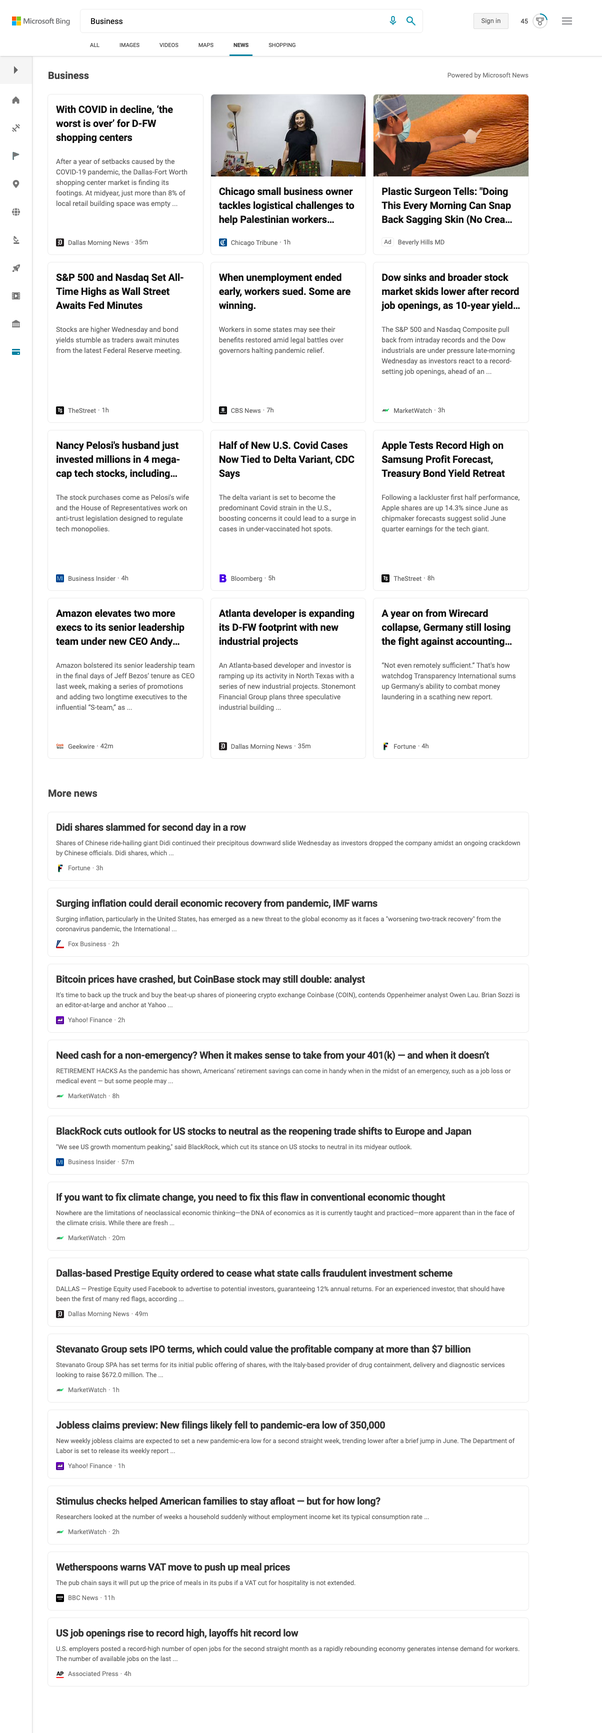 Microsoft Bing
Business
Sign in
45
ALL
IMAGES
VIDEOS
MAPS
NEWS
SHOPPING
Business
Powered by Microsoft News
With COVID in decline, 'the
worst is over' for D-FW
shopping centers
After a year of setbacks caused by the
COVID-19 pandemic, the Dallas-Fort Worth
shopping center market is finding its
footings. At midyear, just more than 8% of
local retail building space was empty ...
Dallas Morning News · 35m
Chicago small business owner
tackles logistical challenges to
help Palestinian workers...
Chicago Tribune · 1h
Plastic Surgeon Tells: "Doing
This Every Morning Can Snap
Back Sagging Skin (No Crea...
Ad Beverly Hills MD
S&P 500 and Nasdaq Set All-
Time Highs as Wall Street
Awaits Fed Minutes
Stocks are higher Wednesday and bond
yields stumble as traders await minutes
from the latest Federal Reserve meeting.
TheStreet · 1h
When unemployment ended
early, workers sued. Some are
winning.
Workers in some states may see their
benefits restored amid legal battles over
governors halting pandemic relief.
CBS News · 7h
Dow sinks and broader stock
market skids lower after record
job openings, as 10-year yield...
The S&P 500 and Nasdaq Composite pull
back from intraday records and the Dow
industrials are under pressure late-morning
Wednesday as investors react to a record-
setting job openings, ahead of an ...
MarketWatch · 3h
Nancy Pelosi's husband just
invested millions in 4 mega-
cap tech stocks, including...
The stock purchases come as Pelosi's wife
and the House of Representatives work on
anti-trust legislation designed to regulate
tech monopolies.
Business Insider · 4h
Half of New U.S. Covid Cases
Now Tied to Delta Variant, CDC
Says
The delta variant is set to become the
predominant Covid strain in the U.S.,
boosting concerns it could lead to a surge in
cases in under-vaccinated hot spots.
Bloomberg · 5h
Apple Tests Record High on
Samsung Profit Forecast,
Treasury Bond Yield Retreat
Following a lackluster first half performance,
Apple shares are up 14.3% since June as
chipmaker forecasts suggest solid June
quarter earnings for the tech giant.
TheStreet · 8h
Amazon elevates two more
execs to its senior leadership
team under new CEO Andy...
Amazon bolstered its senior leadership team
in the final days of Jeff Bezos' tenure as CEO
last week, making a series of promotions
and adding two longtime executives to the
influential "S-team," as ...
Geekwire · 42m
Atlanta developer is expanding
its D-FW footprint with new
industrial projects
An Atlanta-based developer and investor is
ramping up its activity in North Texas with a
series of new industrial projects. Stonemont
Financial Group plans three speculative
industrial building ...
Dallas Morning News · 35m
A year on from Wirecard
collapse, Germany still losing
the fight against accounting...
"Not even remotely sufficient." That's how
watchdog Transparency International sums
up Germany's ability to combat money
laundering in a scathing new report.
Fortune · 4h
More news
Didi shares slammed for second day in a row
Shares of Chinese ride-hailing giant Didi continued their precipitous downward slide Wednesday as investors dropped the company amidst an ongoing crackdown
by Chinese officials. Didi shares, which ...
Fortune · 3h
Surging inflation could derail economic recovery from pandemic, IMF warns
Surging inflation, particularly in the United States, has emerged as a new threat to the global economy as it faces a "worsening two-track recovery" from the
coronavirus pandemic, the International ...
Fox Business · 2h
Bitcoin prices have crashed, but CoinBase stock may still double: analyst
It's time to back up the truck and buy the beat-up shares of pioneering crypto exchange Coinbase (COIN), contends Oppenheimer analyst Owen Lau. Brian Sozzi is
an editor-at-large and anchor at Yahoo ...
Yahoo! Finance · 2h
Need cash for a non-emergency? When it makes sense to take from your 401(k) — and when it doesn't
RETIREMENT HACKS As the pandemic has shown, Americans' retirement savings can come in handy when in the midst of an emergency, such as a job loss or
medical event — but some people may ...
MarketWatch · 8h
BlackRock cuts outlook for US stocks to neutral as the reopening trade shifts to Europe and Japan
"We see US growth momentum peaking," said BlackRock, which cut its stance on US stocks to neutral in its midyear outlook.
Business Insider · 57m
If you want to fix climate change, you need to fix this flaw in conventional economic thought
Nowhere are the limitations of neoclassical economic thinking—the DNA of economics as it is currently taught and practiced—more apparent than in the face of
the climate crisis. While there are fresh ...
MarketWatch · 20m
Dallas-based Prestige Equity ordered to cease what state calls fraudulent investment scheme
DALLAS — Prestige Equity used Facebook to advertise to potential investors, guaranteeing 12% annual returns. For an experienced investor, that should have
been the first of many red flags, according ...
Dallas Morning News · 49m
Stevanato Group sets IPO terms, which could value the profitable company at more than $7 billion
Stevanato Group SPA has set terms for its initial public offering of shares, with the Italy-based provider of drug containment, delivery and diagnostic services
looking to raise $672.0 million. The ...
MarketWatch · 1h
Jobless claims preview: New filings likely fell to pandemic-era low of 350,000
New weekly jobless claims are expected to set a new pandemic-era low for a second straight week, trending lower after a brief jump in June. The Department of
Labor is set to release its weekly report ...
Yahoo! Finance · 1h
Stimulus checks helped American families to stay afloat — but for how long?
Researchers looked at the number of weeks a household suddenly without employment income ket its typical consumption rate ...
MarketWatch · 2h
Wetherspoons warns VAT move to push up meal prices
The pub chain says it will put up the price of meals in its pubs if a VAT cut for hospitality is not extended.
BBC News · 11h
US job openings rise to record high, layoffs hit record low
U.S. employers posted a record-high number of open jobs for the second straight month as a rapidly rebounding economy generates intense demand for workers.
The number of available jobs on the last ...
AP Associated Press · 4h